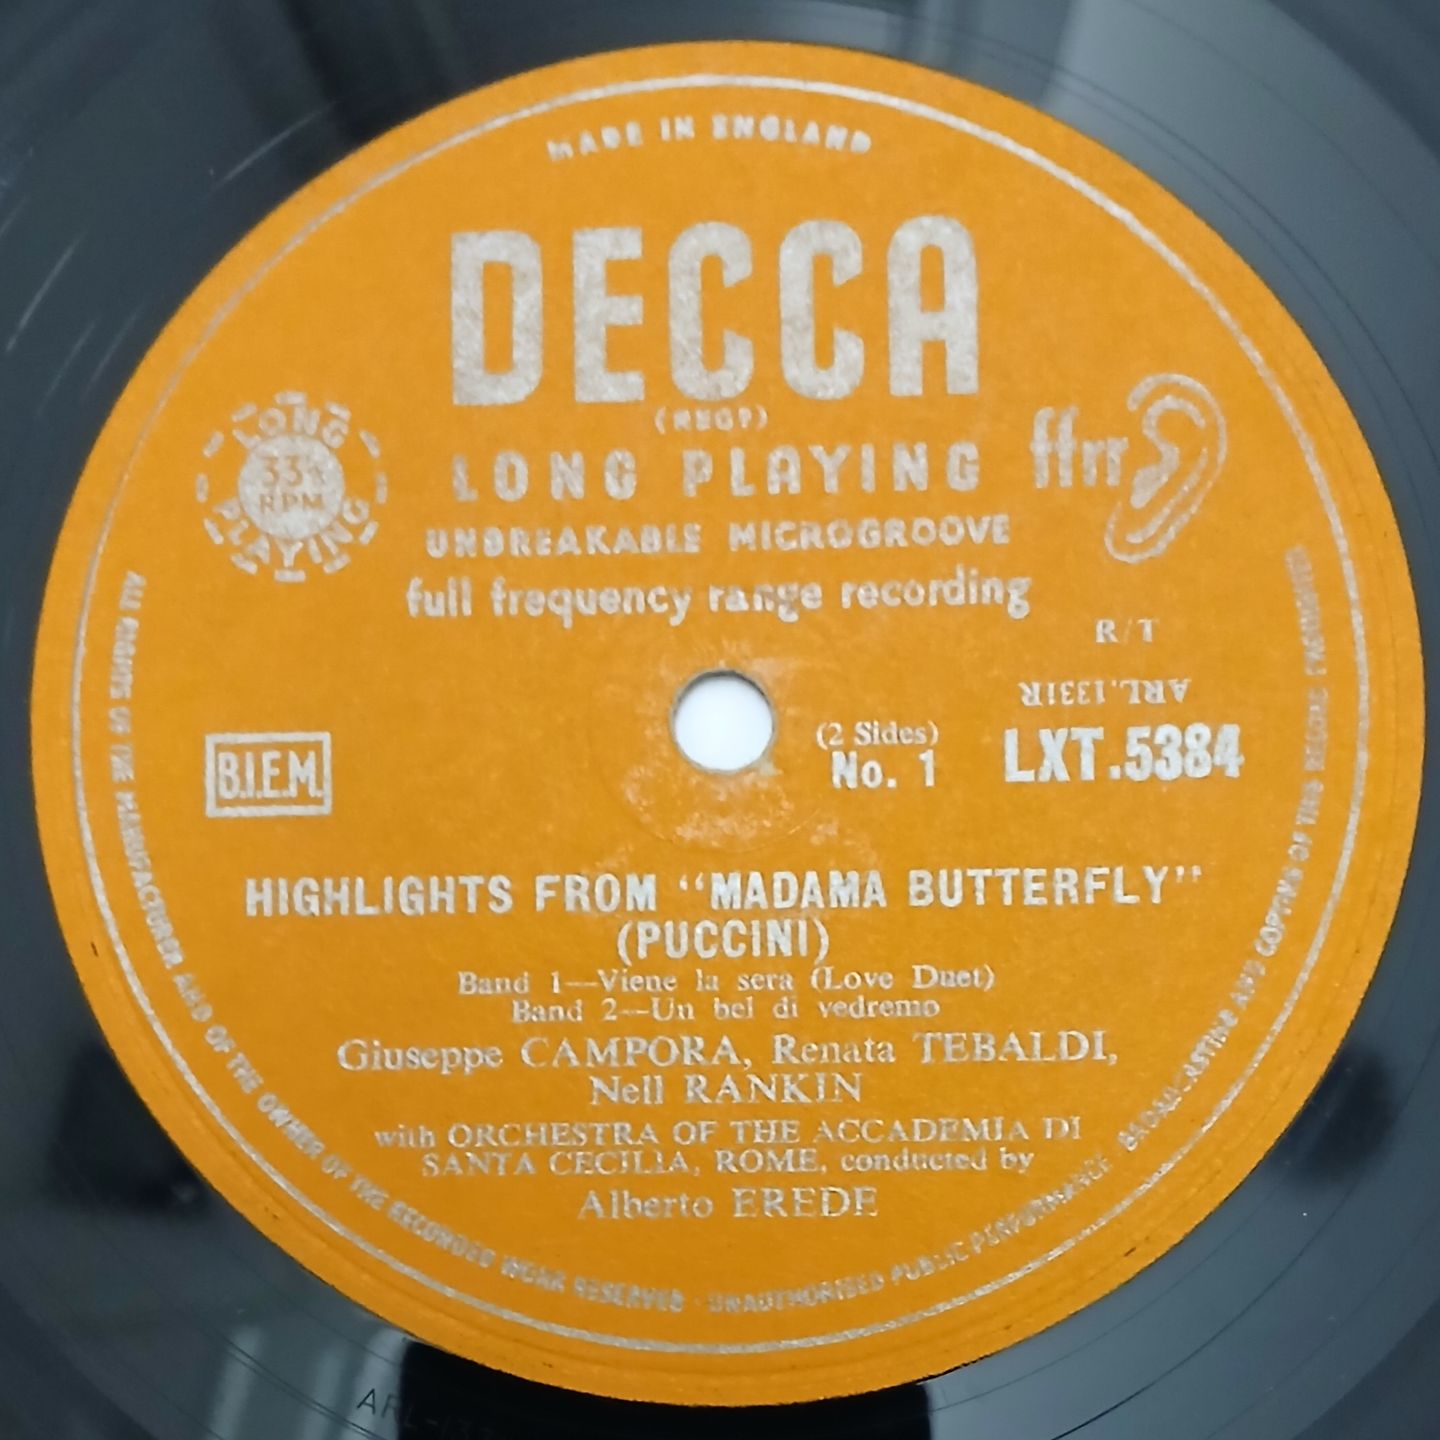 MADE IN ENGLAND
DECCA
(REGD)
LONG PLAYING
33⅓
RPM
LONG PLAYING
ffrr
UNBREAKABLE MICROGROOVE
full frequency range recording
R/T
ARL.1331R
(2 Sides)
No. 1
LXT.5384
B.I.E.M.
HIGHLIGHTS FROM “MADAMA BUTTERFLY”
(PUCCINI)
Band 1—Viene la sera (Love Duet)
Band 2—Un bel di vedremo
Giuseppe CAMPORA, Renata TEBALDI,
Nell RANKIN
with ORCHESTRA OF THE ACCADEMIA DI
SANTA CECILIA, ROME, conducted by
Alberto EREDE
ALL RIGHTS OF THE MANUFACTURER AND OF THE OWNER OF THE RECORDED WORK RESERVED · UNAUTHORISED PUBLIC PERFORMANCE · BROADCASTING AND COPYING OF THIS RECORD PROHIBITED